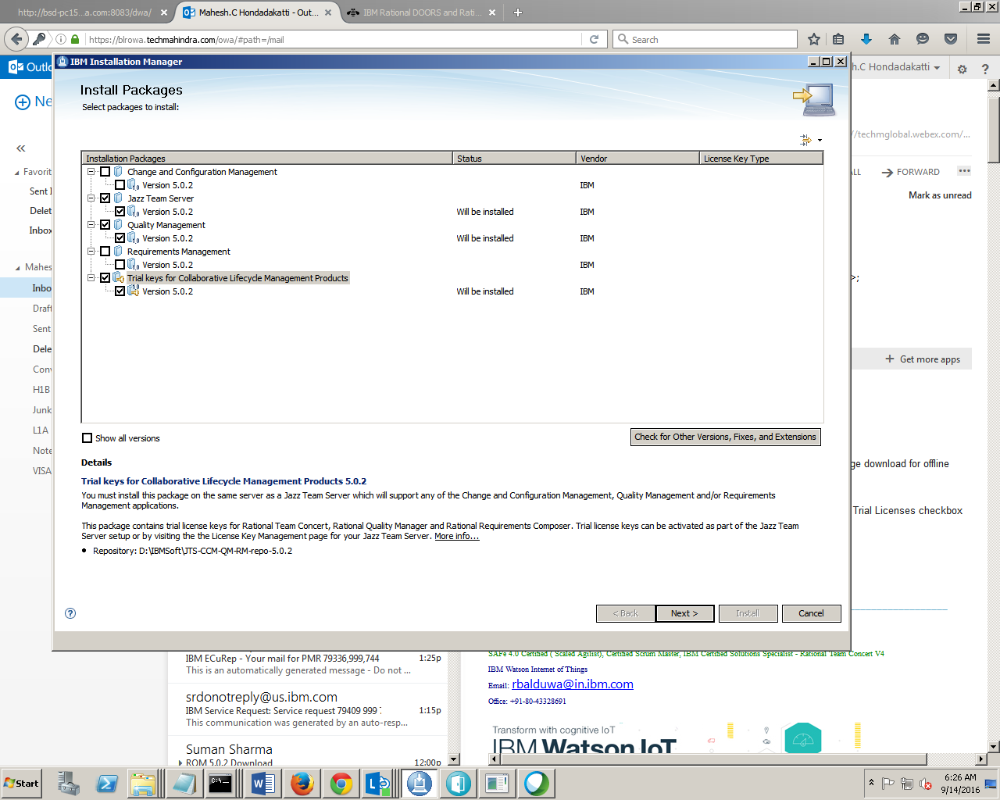 http://bsd-pc15...a.com:8083/dwa/
Mahesh.C Hondadakatti - Out...
IBM Rational DOORS and Rati...
https://blrowa.techmahindra.com/owa/#path=/mail
Search
Outlo
h.C Hondadakatti
IBM Installation Manager
Install Packages
Select packages to install:
Installation Packages
Status
Vendor
License Key Type
Change and Configuration Management
Version 5.0.2
IBM
Jazz Team Server
Version 5.0.2
Will be installed
IBM
Quality Management
Version 5.0.2
Will be installed
IBM
Requirements Management
Version 5.0.2
IBM
Trial keys for Collaborative Lifecycle Management Products
Version 5.0.2
Will be installed
IBM
Show all versions
Check for Other Versions, Fixes, and Extensions
Details
Trial keys for Collaborative Lifecycle Management Products 5.0.2
You must install this package on the same server as a Jazz Team Server which will support any of the Change and Configuration Management, Quality Management and/or Requirements
Management applications.
This package contains trial license keys for Rational Team Concert, Rational Quality Manager and Rational Requirements Composer. Trial license keys can be activated as part of the Jazz Team
Server setup or by visiting the the License Key Management page for your Jazz Team Server. More info...
Repository: D:\IBMSoft\JTS-CCM-QM-RM-repo-5.0.2
< Back
Next >
Install
Cancel
Ne
Favorit
Sent I
Delet
Inbox
Mahes
Inbo
Draft
Sent
Dele
Conv
H1B
Junk
L1A
Note
VISA
//techmglobal.webex.com/...
LL
FORWARD
Mark as unread
>;
Get more apps
ge download for offline
Trial Licenses checkbox
IBM ECuRep - Your mail for PMR 79336,999,744
1:25p
This is an automatically generated message - Do not ...
srdonotreply@us.ibm.com
IBM Service Request: Service request 79409 999
1:15p
This communication was generated by an auto-resp...
Suman Sharma
RQM 5.0.2 Download
12:00p
SAFe 4.0 Certified ( Scaled Agilist), Certified Scrum Master, IBM Certified Solutions Specialist - Rational Team Concert V4
IBM Watson Internet of Things
Email: rbalduwa@in.ibm.com
Office: +91-80-43328691
Transform with cognitive IoT
IBM Watson IoT
Start
6:26 AM
9/14/2016